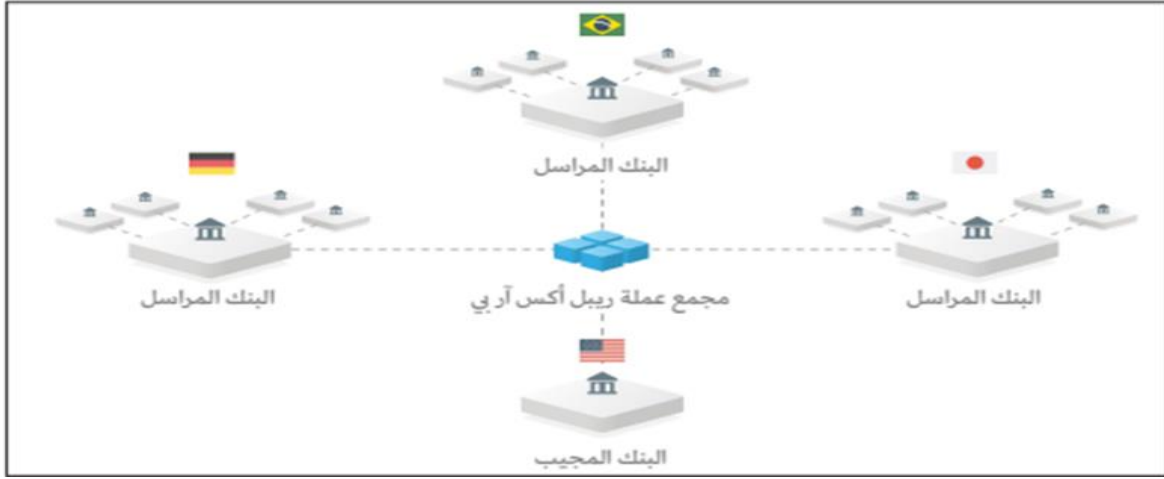 البنك المراسل
البنك المراسل
مجمع عملة ريبل أكس آر بي
البنك المراسل
البنك المجيب